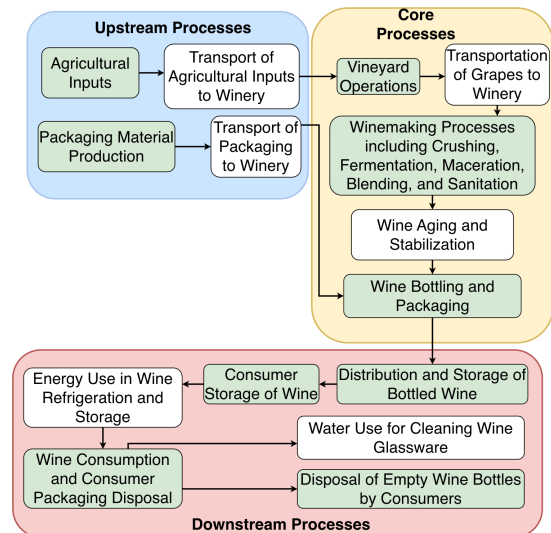 Upstream Processes
Agricultural
Inputs
Transport of
Agricultural Inputs
to Winery
Packaging Material
Production
Transport of
Packaging
to Winery
Core
Processes
Vineyard
Operations
Transportation
of Grapes to
Winery
Winemaking Processes
including Crushing,
Fermentation, Maceration,
Blending, and Sanitation
Wine Aging and
Stabilization
Wine Bottling and
Packaging
Distribution and Storage of
Bottled Wine
Consumer
Storage of Wine
Energy Use in Wine
Refrigeration and
Storage
Wine Consumption
and Consumer
Packaging Disposal
Water Use for Cleaning Wine
Glassware
Disposal of Empty Wine Bottles
by Consumers
Downstream Processes